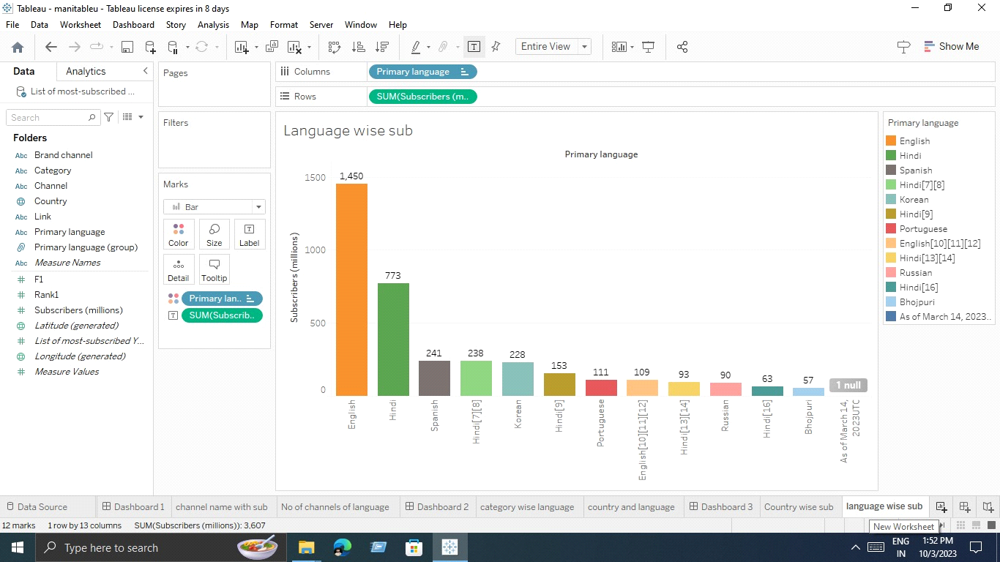 Tableau - manitableu - Tableau license expires in 8 days
File Data Worksheet Dashboard Story Analysis Map Format Server Window Help
Entire View
Show Me
Data Analytics
List of most-subscribed ...
Search
Folders
Abc Brand channel
Abc Category
Abc Channel
Country
Abc Link
Abc Primary language
Primary language (group)
Abc Measure Names
# F1
# Rank1
# Subscribers (millions)
Latitude (generated)
# List of most-subscribed Y...
Longitude (generated)
# Measure Values
Pages
Filters
Marks
Bar
Color Size Label
Detail Tooltip
Primary lan..
SUM(Subscrib..
Columns Primary language
Rows SUM(Subscribers (m..
Language wise sub
Primary language
Subscribers (millions)
1500
1000
500
0
1,450
773
241
238
228
153
111
109
93
90
63
57
1 null
English
Hindi
Spanish
Hindi[7][8]
Korean
Hindi[9]
Portuguese
English[10][11][12]
Hindi[13][14]
Russian
Hindi[16]
Bhojpuri
As of March 14,
2023UTC
Primary language
English
Hindi
Spanish
Hindi[7][8]
Korean
Hindi[9]
Portuguese
English[10][11][12]
Hindi[13][14]
Russian
Hindi[16]
Bhojpuri
As of March 14, 2023..
Data Source Dashboard 1 channel name with sub No of channels of language Dashboard 2 category wise language country and language Dashboard 3 Country wise sub language wise sub
12 marks 1 row by 13 columns SUM(Subscribers (millions)): 3,607
New Worksheet
Type here to search
ENG
IN
1:52 PM
10/3/2023